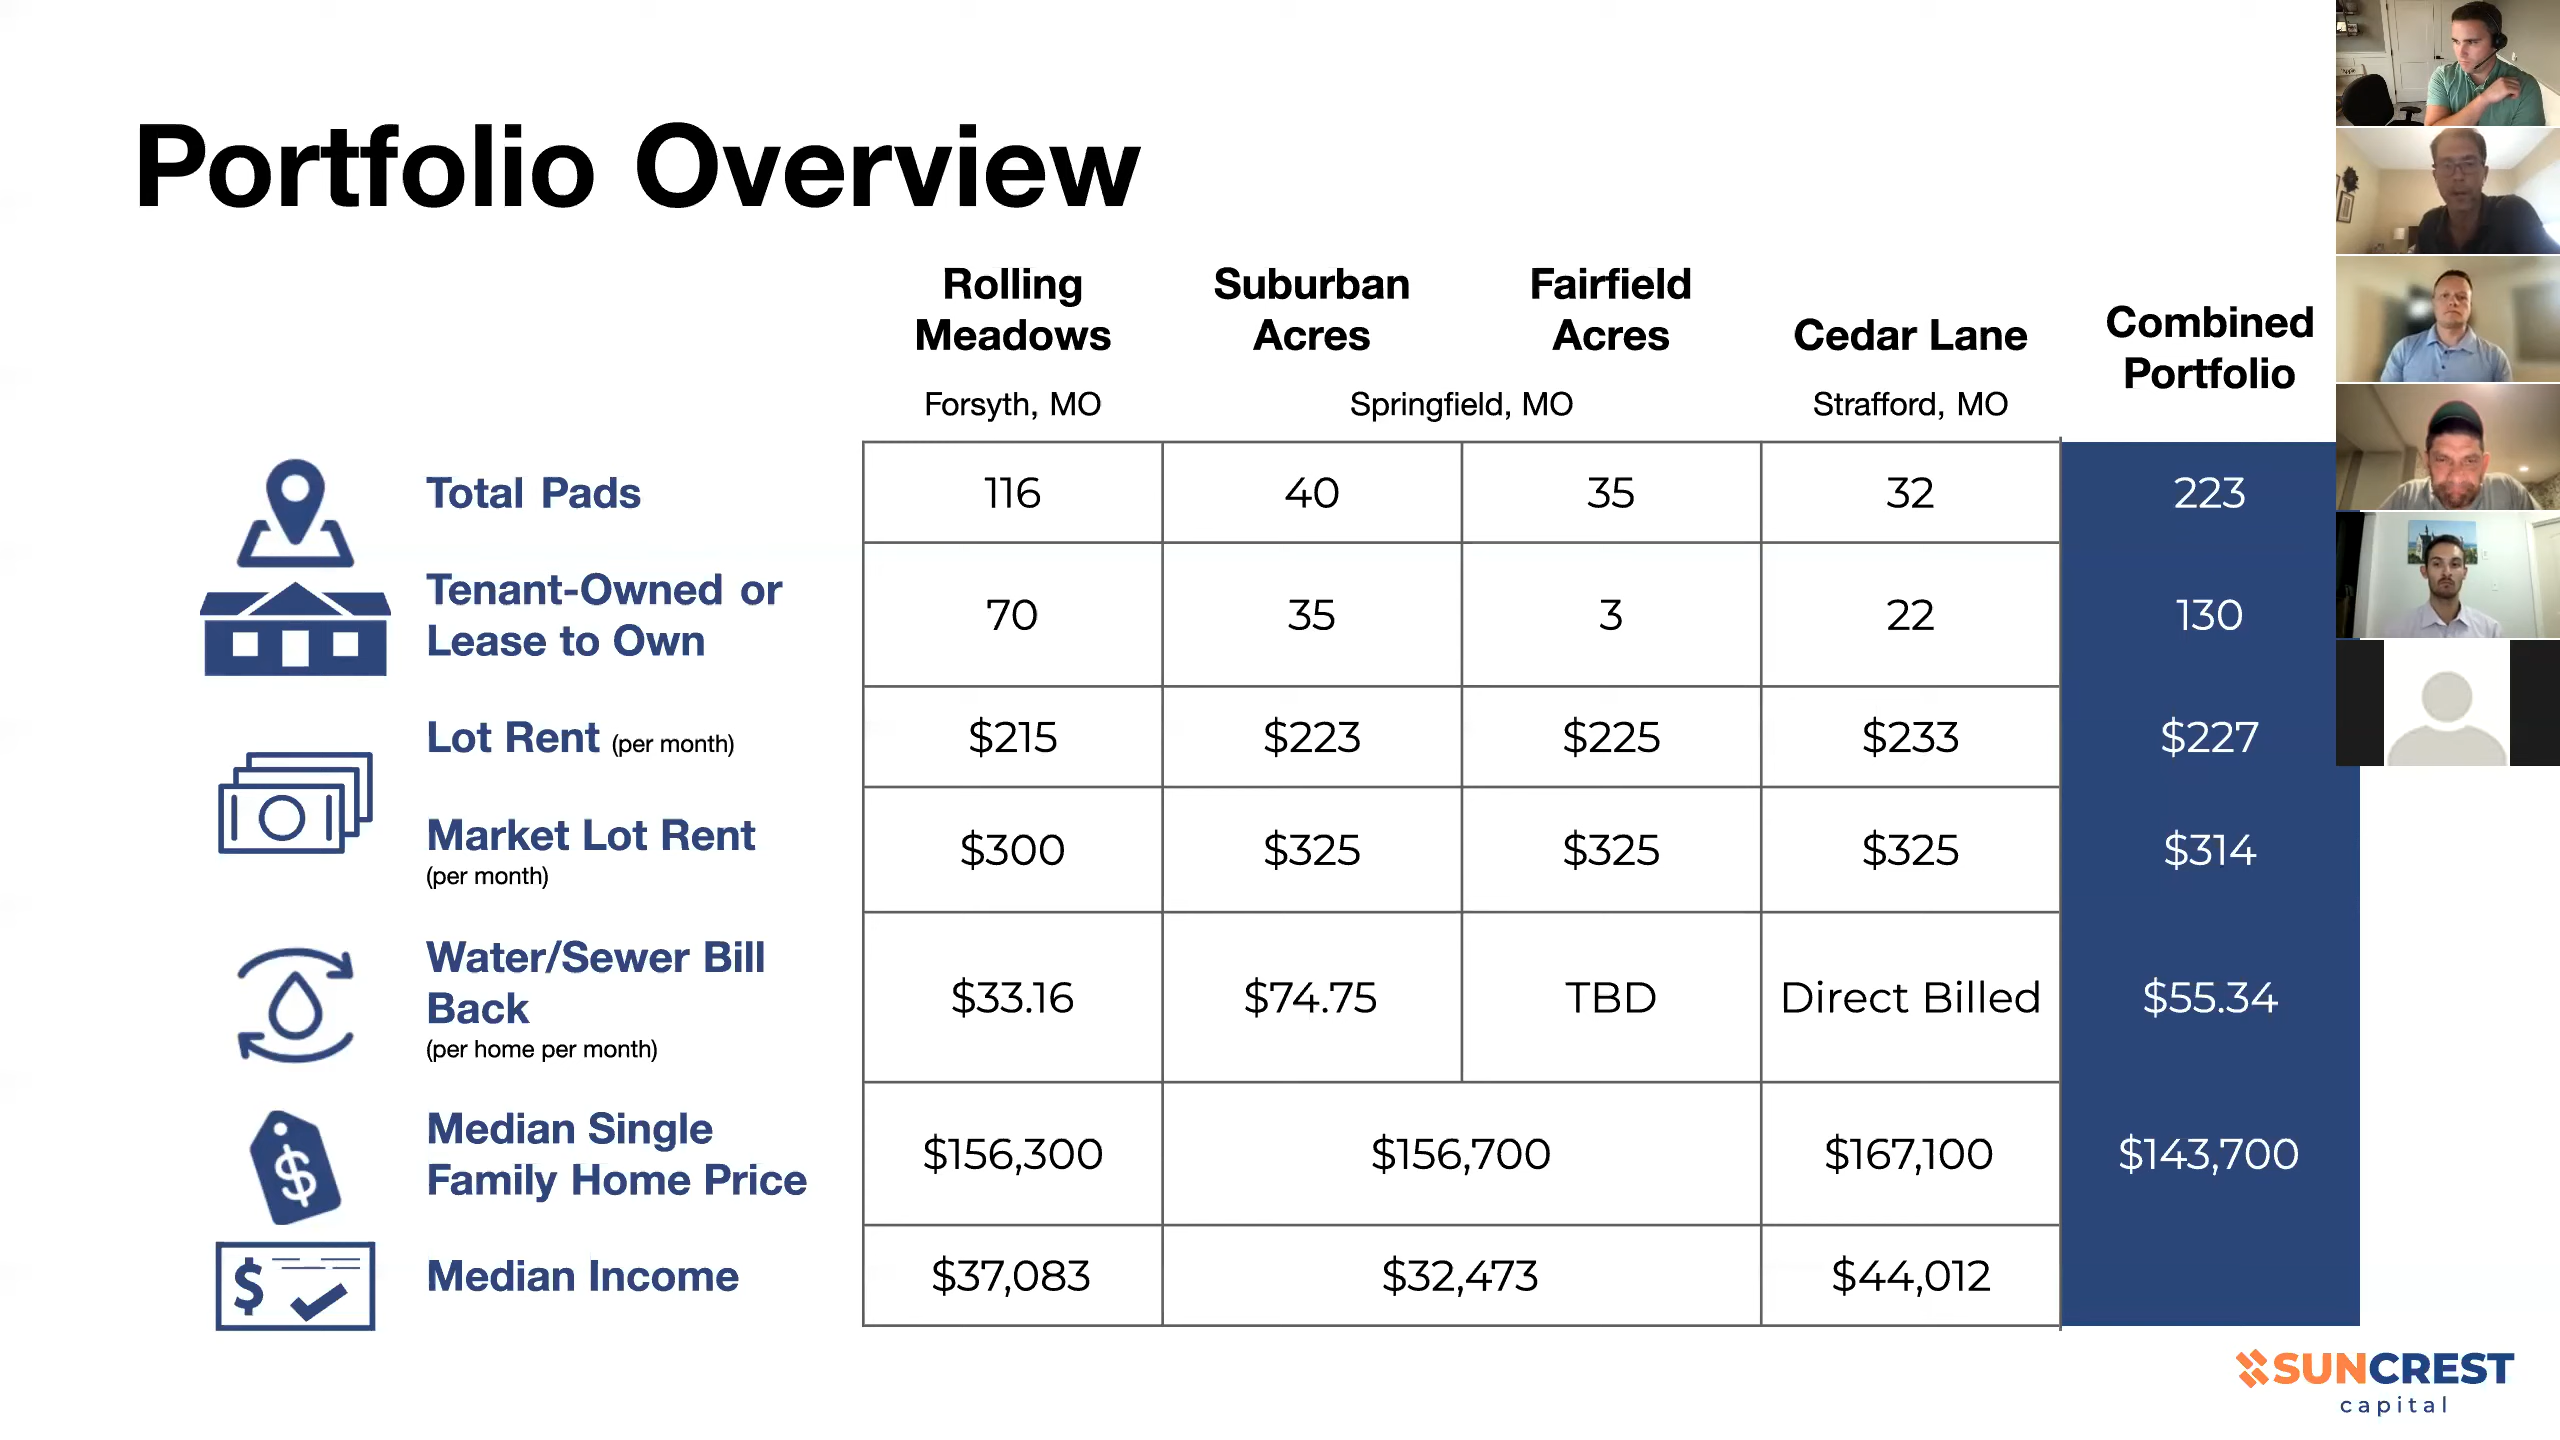 Portfolio Overview
Rolling Meadows
Suburban Acres
Fairfield Acres
Cedar Lane
Combined Portfolio
Forsyth, MO
Springfield, MO
Strafford, MO
Total Pads 116 40 35 32 223
Tenant-Owned or Lease to Own 70 35 3 22 130
Lot Rent (per month) $215 $223 $225 $233 $227
Market Lot Rent (per month) $300 $325 $325 $325 $314
Water/Sewer Bill Back (per home per month) $33.16 $74.75 TBD Direct Billed $55.34
Median Single Family Home Price $156,300 $156,700 $167,100 $143,700
Median Income $37,083 $32,473 $44,012
SUNCREST
capital